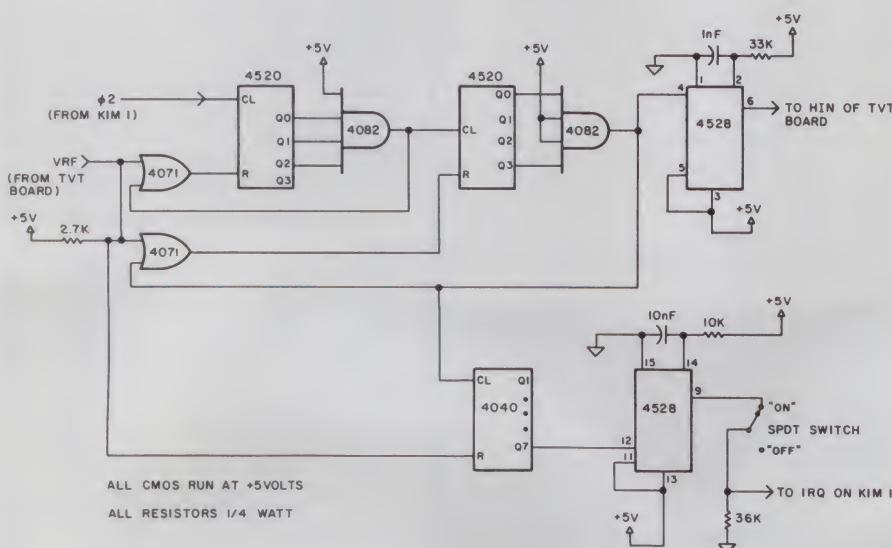 +5V
4520
φ2
(FROM KIM I)
CL
Q0
Q1
Q2
Q3
R
4082
VRF
(FROM TVT
BOARD)
4071
+5V
2.7K
4071
+5V
4520
Q0
Q1
Q2
Q3
CL
R
4082
1nF
33K
+5V
1
2
4
4528
6
TO HIN OF TVT
BOARD
5
3
+5V
CL
Q1
4040
Q7
R
10nF
10K
+5V
15
14
9
4528
12
11
13
+5V
"ON"
SPDT SWITCH
"OFF"
TO IRQ ON KIM I
36K
ALL CMOS RUN AT +5VOLTS
ALL RESISTORS 1/4 WATT